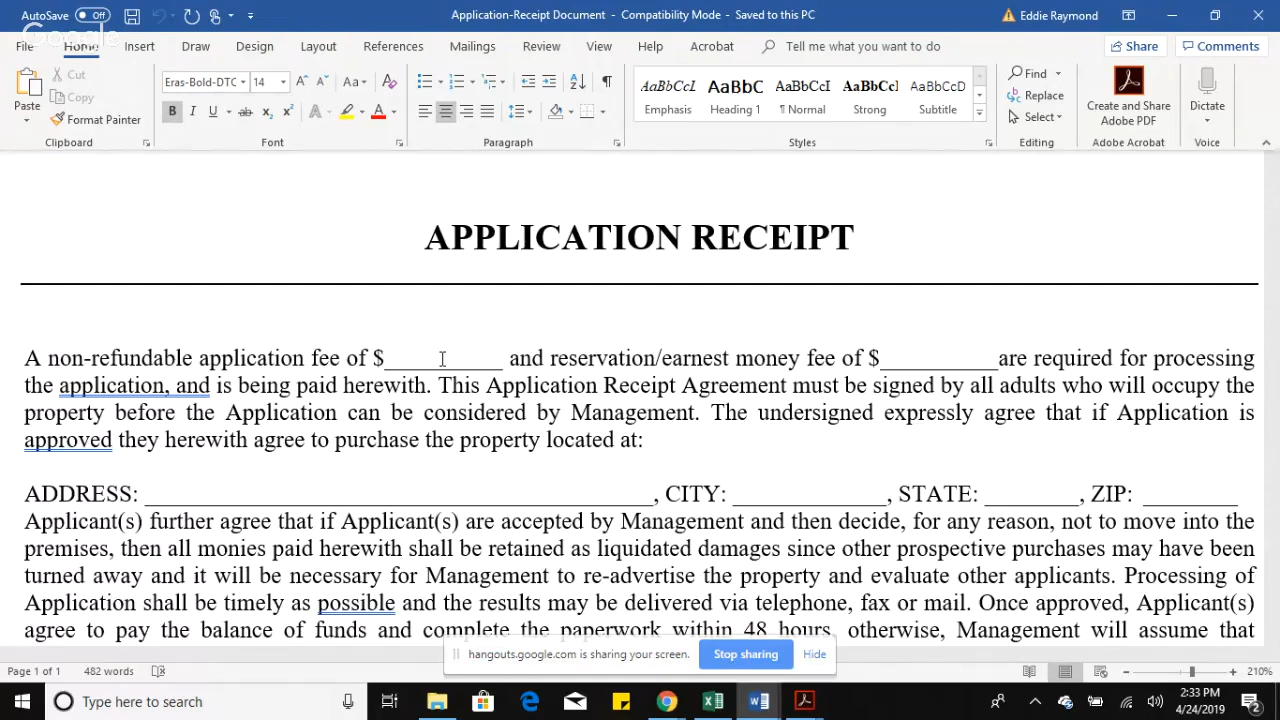 AutoSave Off Application-Receipt Document - Compatibility Mode - Saved to this PC Eddie Raymond
Google
File Home Insert Draw Design Layout References Mailings Review View Help Acrobat Tell me what you want to do Share Comments
Paste Cut Copy Format Painter
Eras-Bold-DTC 14 Aa A
B I U ab x₂ x² A A
AaBbCcI AaBbC AaBbCcI AaBbCcI AaBbCcD
Emphasis Heading 1 ¶ Normal Strong Subtitle
Find Replace Select
Create and Share Adobe PDF
Dictate
Clipboard Font Paragraph Styles Editing Adobe Acrobat Voice
APPLICATION RECEIPT
A non-refundable application fee of $__________ and reservation/earnest money fee of $__________are required for processing
the application, and is being paid herewith. This Application Receipt Agreement must be signed by all adults who will occupy the
property before the Application can be considered by Management. The undersigned expressly agree that if Application is
approved they herewith agree to purchase the property located at:
ADDRESS: ___________________________________________, CITY: _____________, STATE: ________, ZIP: ________
Applicant(s) further agree that if Applicant(s) are accepted by Management and then decide, for any reason, not to move into the
premises, then all monies paid herewith shall be retained as liquidated damages since other prospective purchases may have been
turned away and it will be necessary for Management to re-advertise the property and evaluate other applicants. Processing of
Application shall be timely as possible and the results may be delivered via telephone, fax or mail. Once approved, Applicant(s)
agree to pay the balance of funds and complete the paperwork within 48 hours, otherwise, Management will assume that
hangouts.google.com is sharing your screen. Stop sharing Hide
Page 1 of 1 482 words 210%
Type here to search 2:33 PM
4/24/2019 2